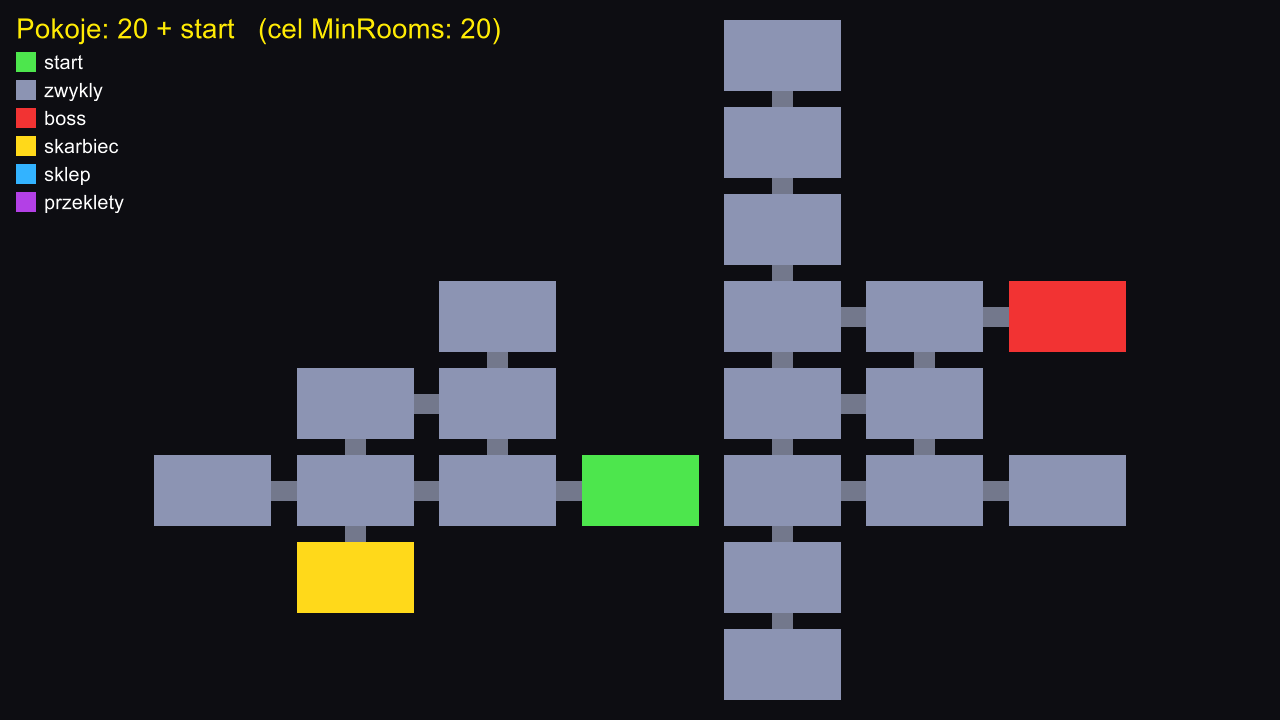 Pokoje: 20 + start   (cel MinRooms: 20)
start
zwykly
boss
skarbiec
sklep
przeklety